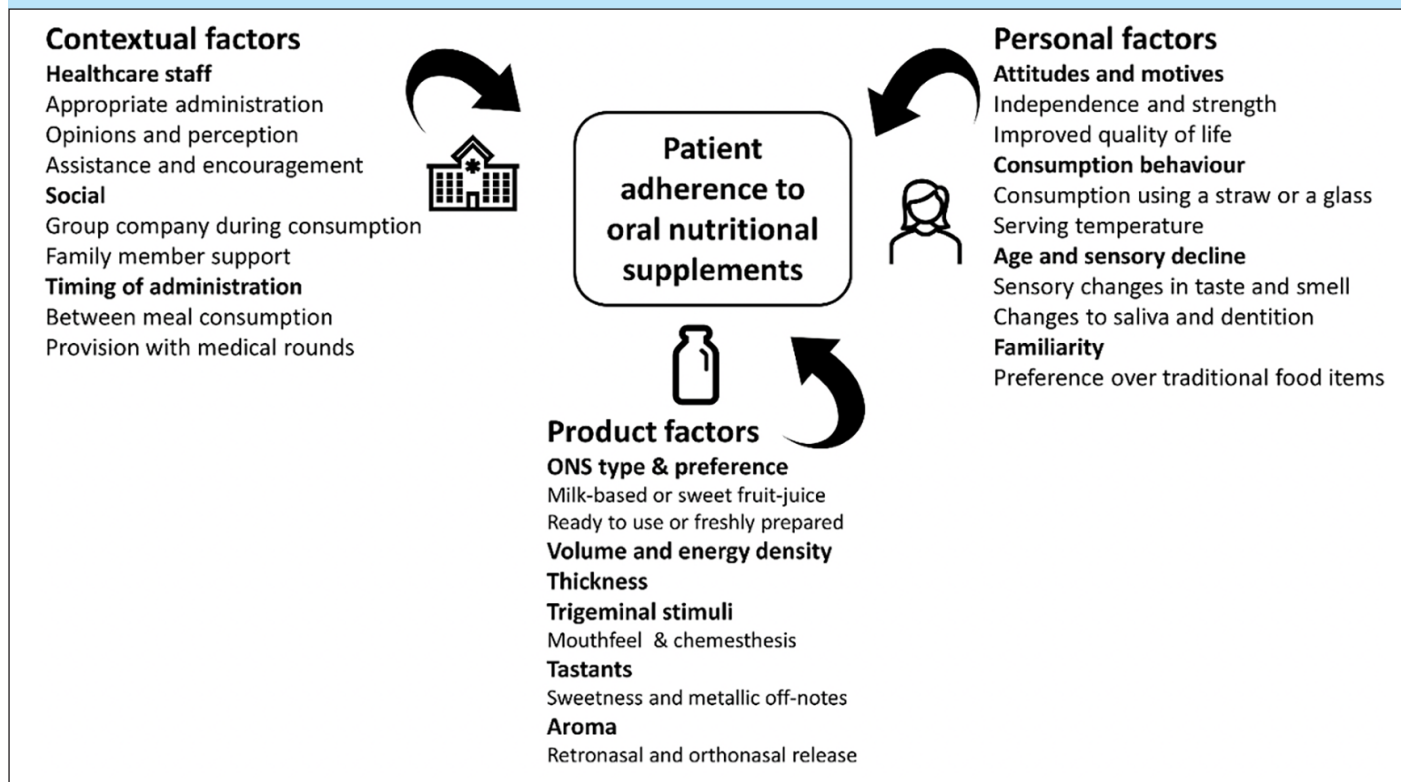 Contextual factors
Healthcare staff
Appropriate administration
Opinions and perception
Assistance and encouragement
Social
Group company during consumption
Family member support
Timing of administration
Between meal consumption
Provision with medical rounds
Patient
adherence to
oral nutritional
supplements
Personal factors
Attitudes and motives
Independence and strength
Improved quality of life
Consumption behaviour
Consumption using a straw or a glass
Serving temperature
Age and sensory decline
Sensory changes in taste and smell
Changes to saliva and dentition
Familiarity
Preference over traditional food items
Product factors
ONS type & preference
Milk-based or sweet fruit-juice
Ready to use or freshly prepared
Volume and energy density
Thickness
Trigeminal stimuli
Mouthfeel & chemesthesis
Tastants
Sweetness and metallic off-notes
Aroma
Retronasal and orthonasal release